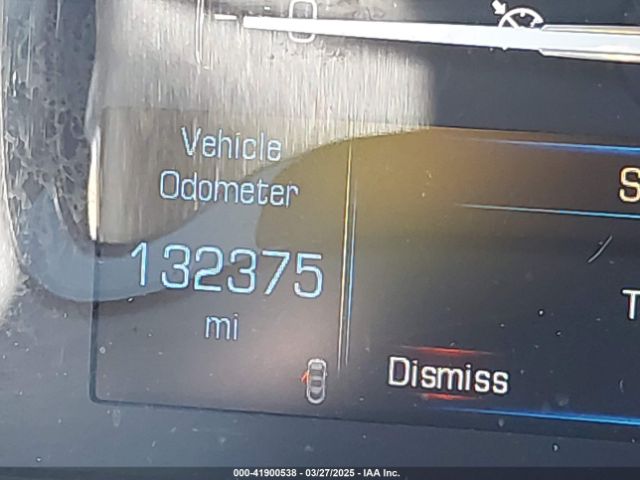 Vehicle
Odometer
132375
mi
S
T
Dismiss
000-41900538 - 03/27/2025 - IAA Inc.